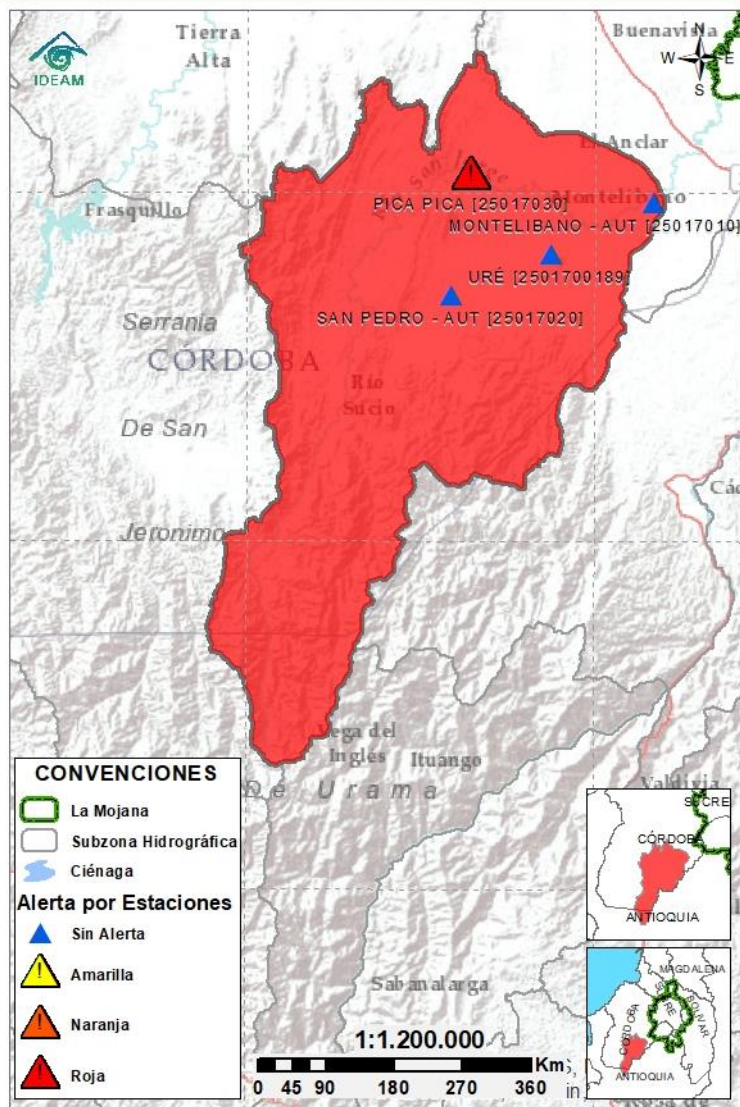 IDEAM
Tierra
Alta
Buenavista
N
W E
S
El Anclar
Frasquillo
Montelibano
PICA PICA [25017030]
MONTELIBANO - AUT [25017010]
URÉ [2501700189]
SAN PEDRO - AUT [25017020]
Serrania
CÓRDOBA
Río
Sucio
De San
Jeronimo
Các
Vega del
Ingles
Ituango
De Urama
Valdivia
Sabanalarga
CONVENCIONES
La Mojana
Subzona Hidrográfica
Ciénaga
Alerta por Estaciones
Sin Alerta
Amarilla
Naranja
Roja
SUCRE
CÓRDOBA
ANTIOQUIA
MAGDALENA
SUCRE
BOLIVAR
CÓRDOBA
ANTIOQUIA
1:1.200.000
Km
0 45 90 180 270 360